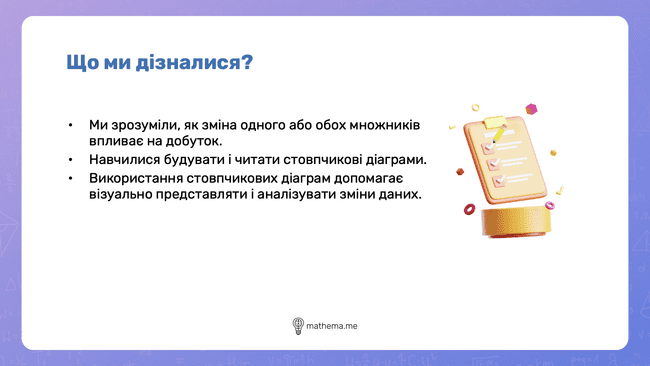 Що ми дізналися?
• Ми зрозуміли, як зміна одного або обох множників
впливає на добуток.
• Навчилися будувати і читати стовпчикові діаграми.
• Використання стовпчикових діаграм допомагає
візуально представляти і аналізувати зміни даних.
mathema.me